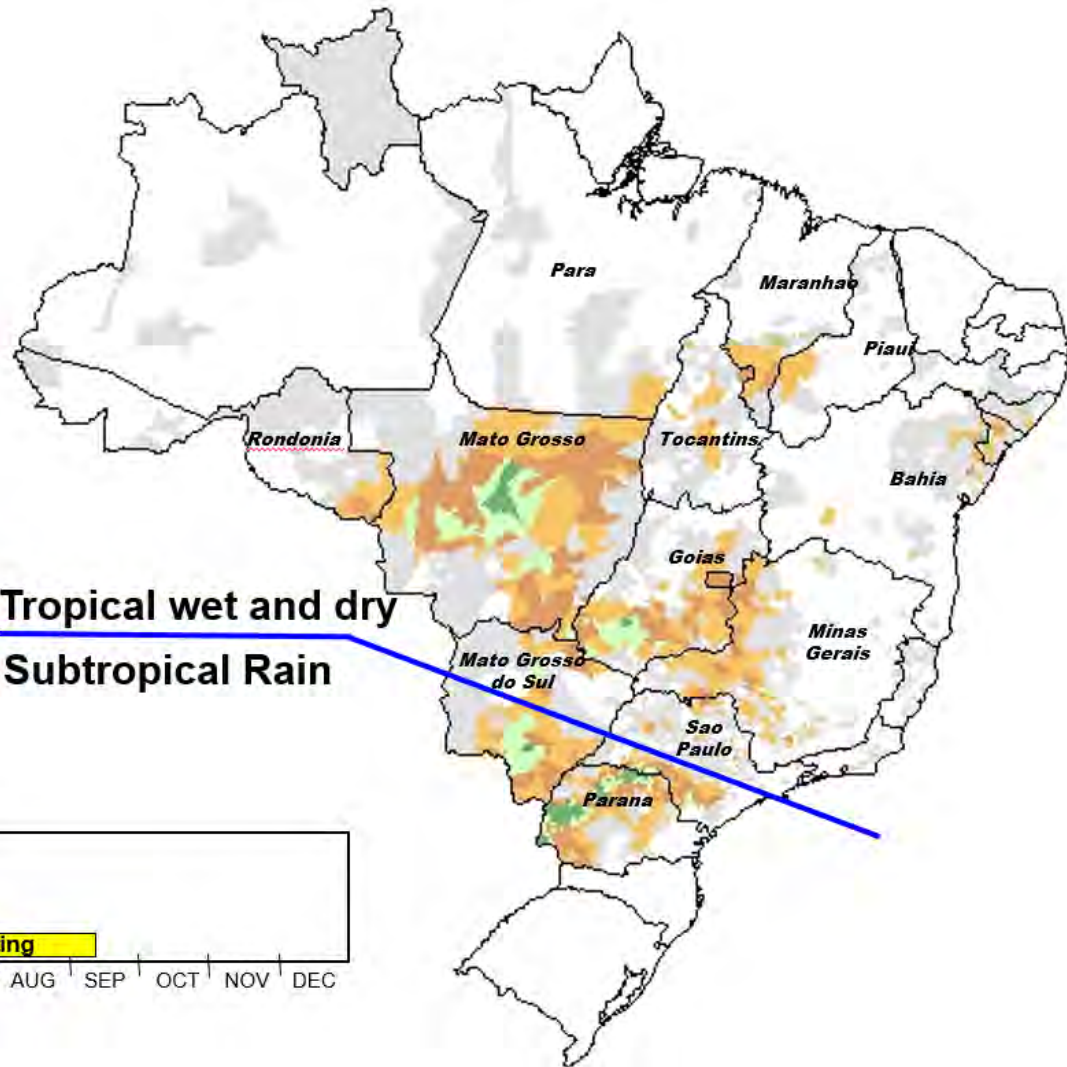 Para
Maranhao
Piaui
Rondonia
Mato Grosso
Tocantins
Bahia
Goias
Tropical wet and dry
Minas
Gerais
Subtropical Rain
Mato Grosso
do Sul
Sao
Paulo
Parana
ing
AUG SEP OCT NOV DEC